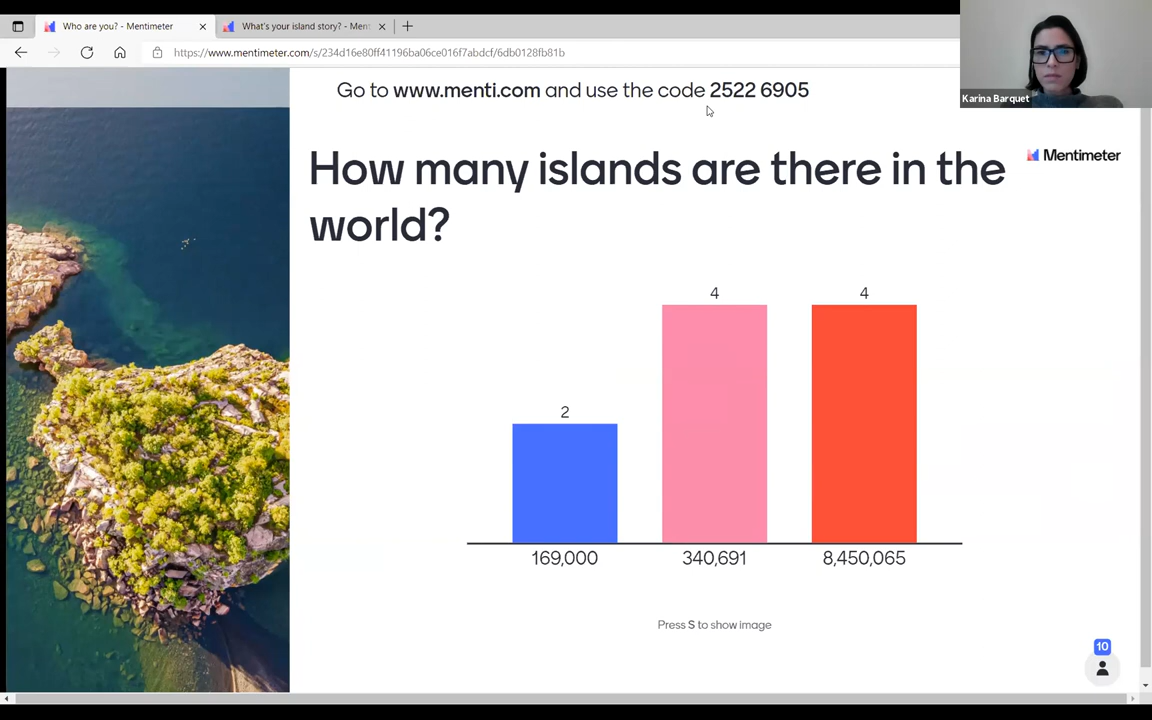 Who are you? - Mentimeter
What's your island story? - Ment
https://www.mentimeter.com/s/234d16e80ff41196ba06ce016f7abdcf/6db0128fb81b
Karina Barquet
Go to www.menti.com and use the code 2522 6905
Mentimeter
How many islands are there in the
world?
2
4
4
169,000
340,691
8,450,065
Press S to show image
10